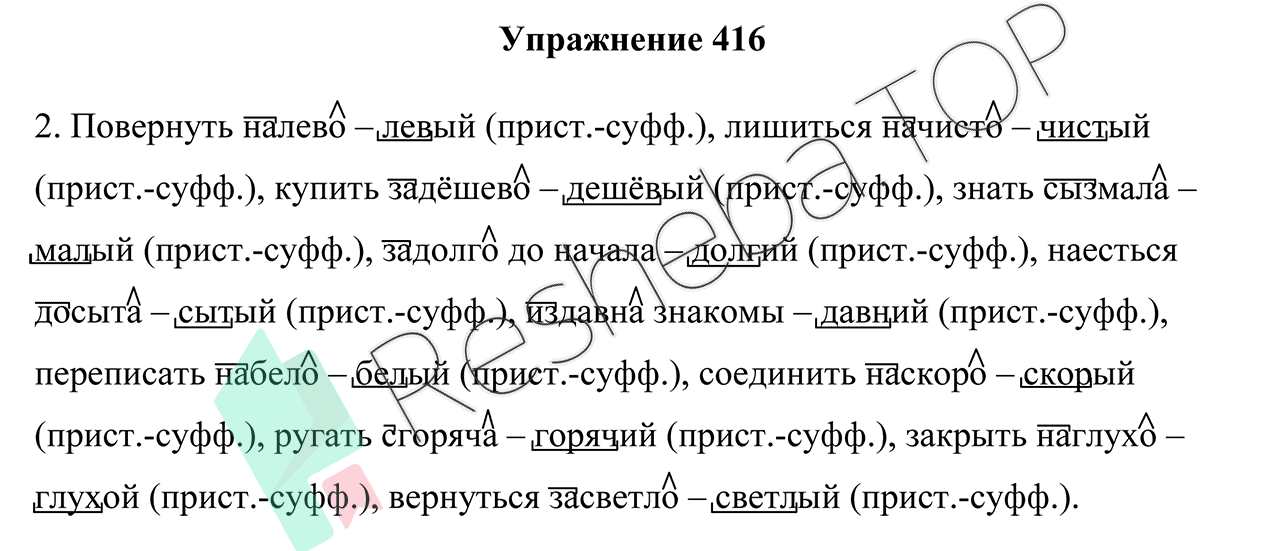 Упражнение 416
2. Повернуть налево – левый (прист.-суфф.), лишиться начисто – чистый
(прист.-суфф.), купить задёшево – дешёвый (прист.-суфф.), знать сызмала –
малый (прист.-суфф.), задолго до начала – долгий (прист.-суфф.), наесться
досыта – сытый (прист.-суфф.), издавна знакомы – давний (прист.-суфф.),
переписать набело – белый (прист.-суфф.), соединить наскоро – скорый
(прист.-суфф.), ругать сгоряча – горячий (прист.-суфф.), закрыть наглухо –
глухой (прист.-суфф.), вернуться засветло – светлый (прист.-суфф.).
Resheba TOP